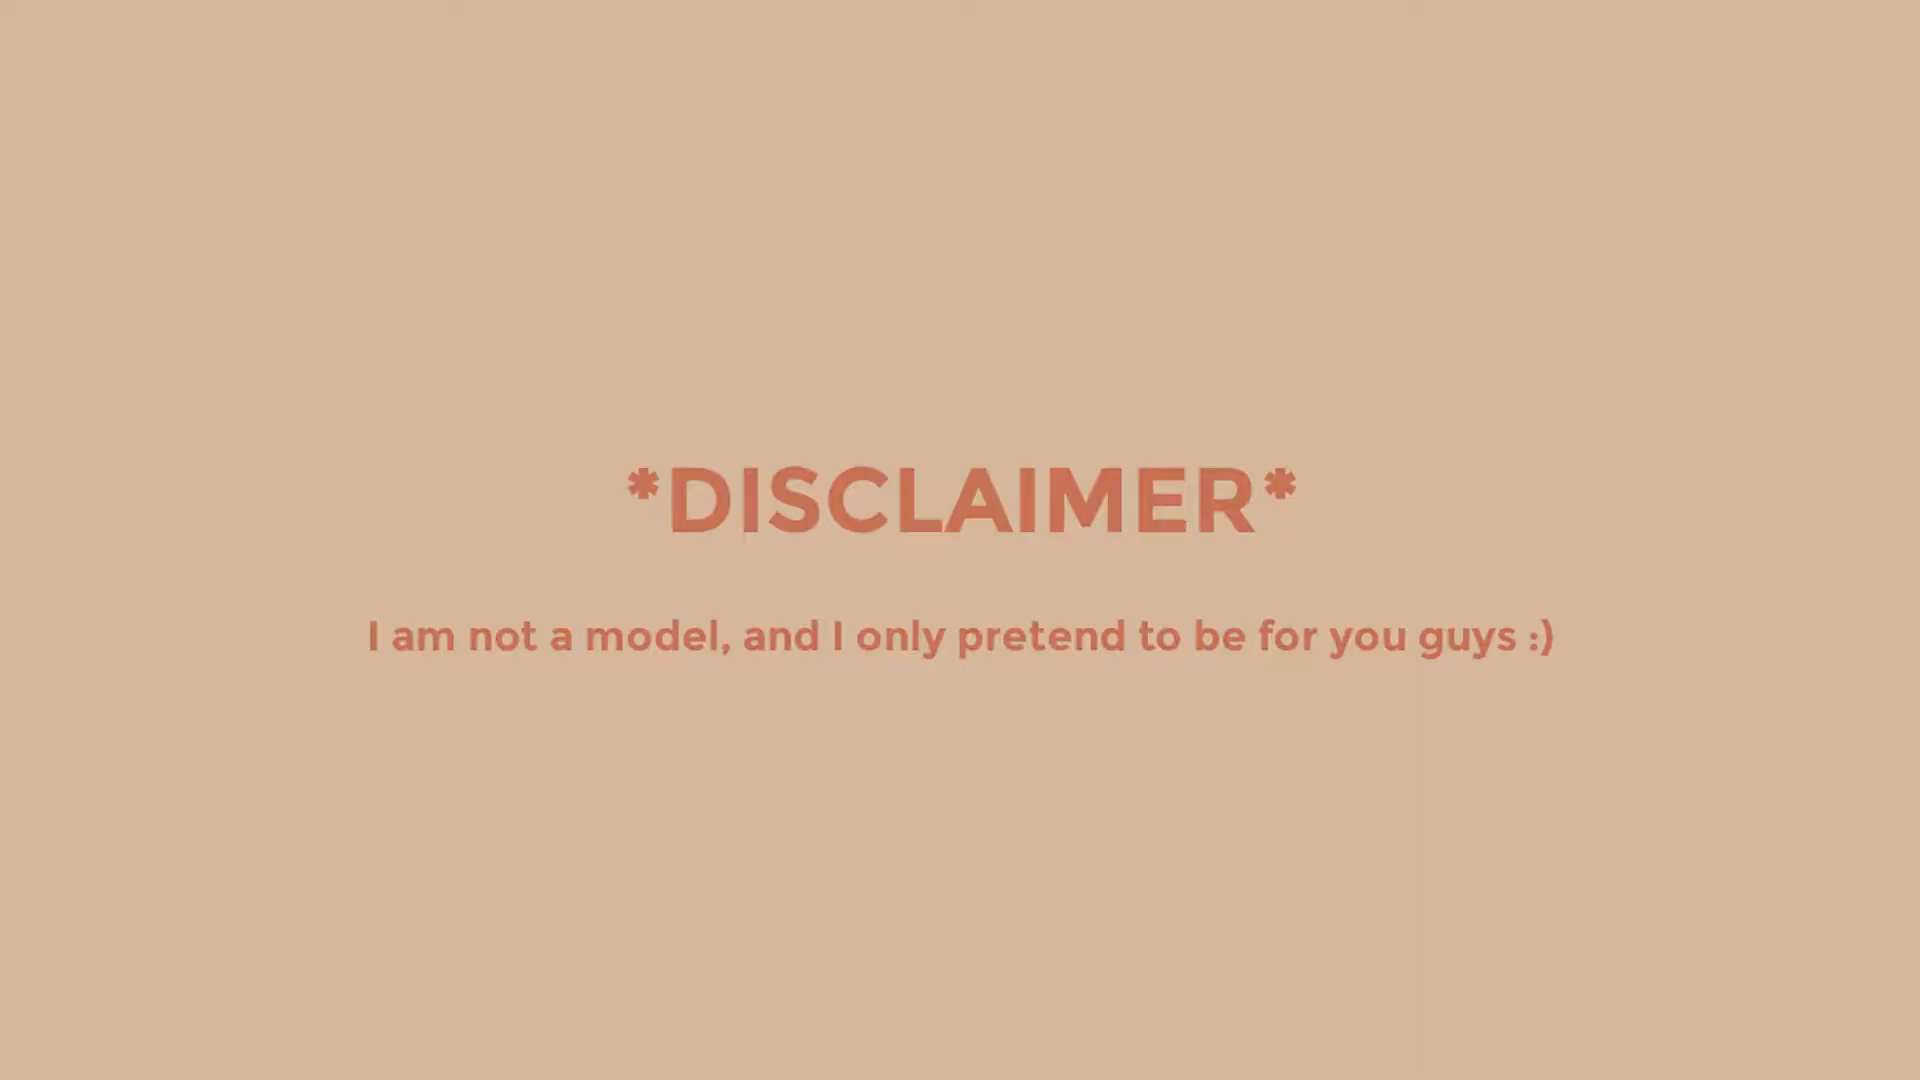 *DISCLAIMER*
I am not a model, and I only pretend to be for you guys :)